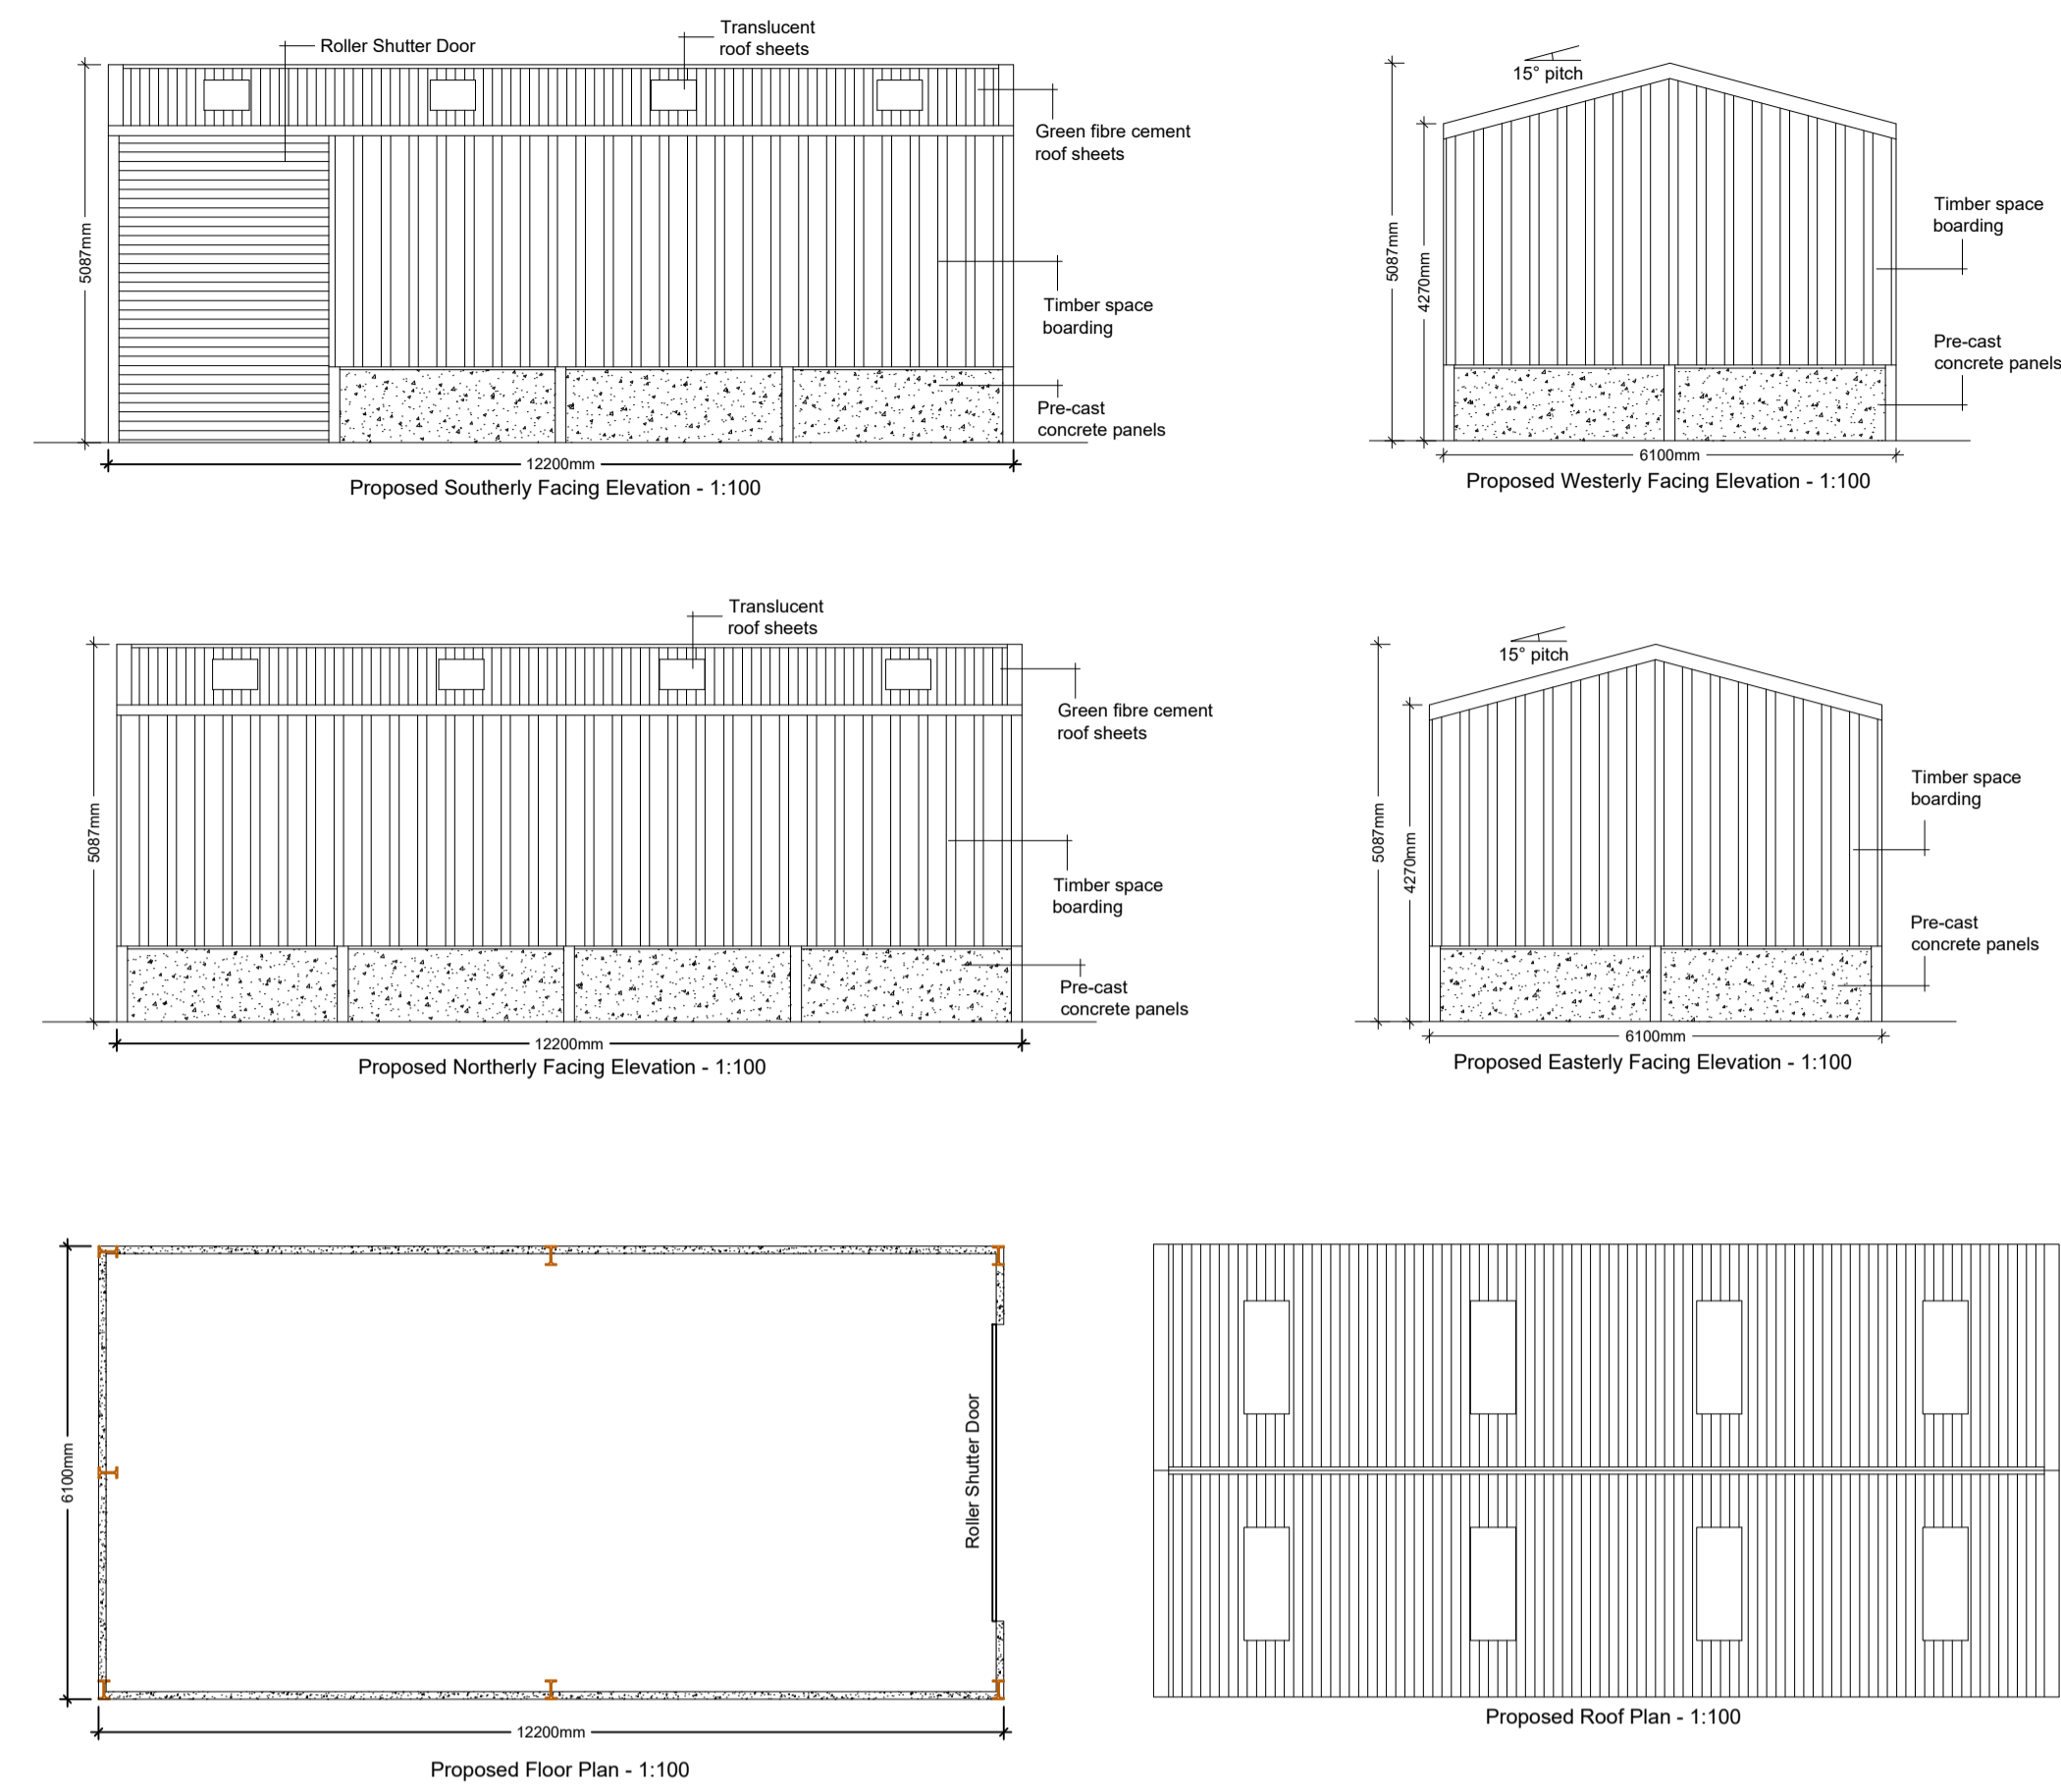 Roller Shutter Door
Translucent
roof sheets
Green fibre cement
roof sheets
5087mm
Timber space
boarding
Pre-cast
concrete panels
12200mm
Proposed Southerly Facing Elevation - 1:100
15° pitch
5087mm
4270mm
Timber space
boarding
Pre-cast
concrete panels
6100mm
Proposed Westerly Facing Elevation - 1:100
Translucent
roof sheets
Green fibre cement
roof sheets
5087mm
Timber space
boarding
Pre-cast
concrete panels
12200mm
Proposed Northerly Facing Elevation - 1:100
15° pitch
5087mm
4270mm
Timber space
boarding
Pre-cast
concrete panels
6100mm
Proposed Easterly Facing Elevation - 1:100
6100mm
Roller Shutter Door
12200mm
Proposed Floor Plan - 1:100
Proposed Roof Plan - 1:100